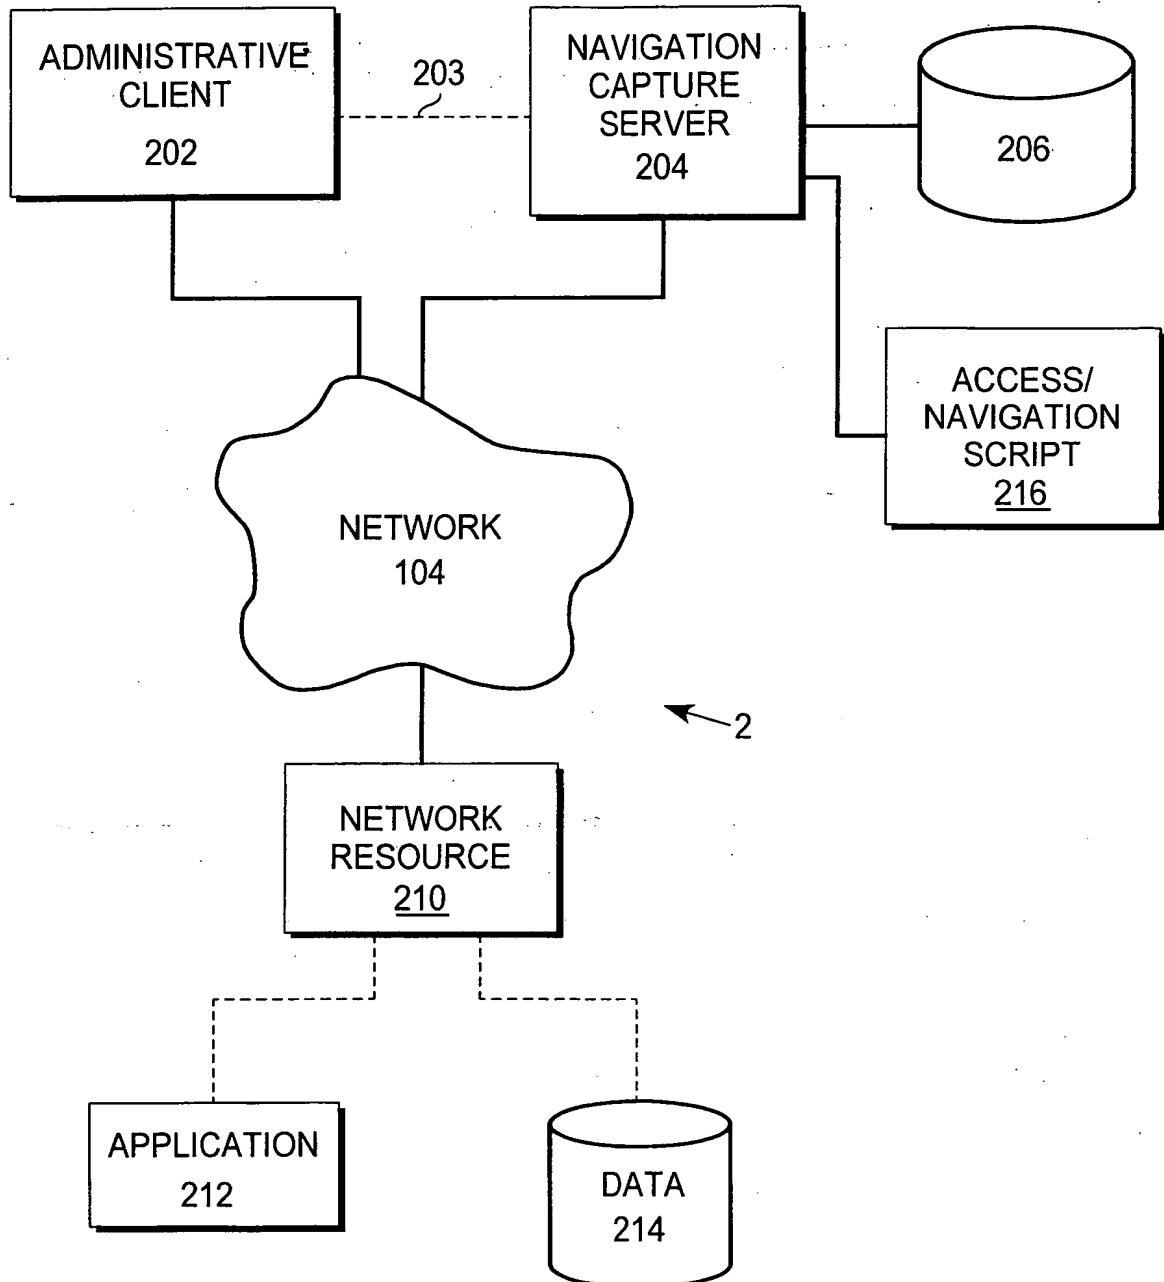 ADMINISTRATIVE
CLIENT
202
203
NAVIGATION
CAPTURE
SERVER
204
206
ACCESS/
NAVIGATION
SCRIPT
216
NETWORK
104
2
NETWORK
RESOURCE
210
APPLICATION
212
DATA
214